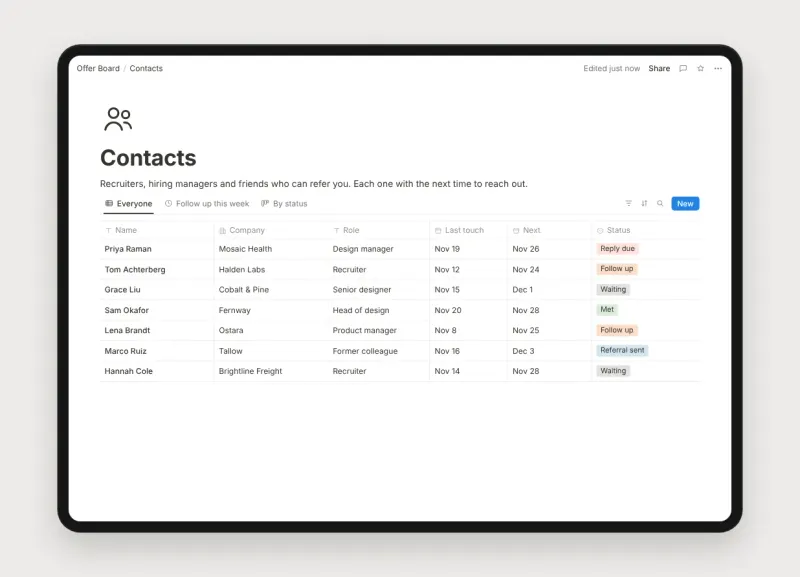 Offer Board / Contacts
Edited just now Share
Contacts
Recruiters, hiring managers and friends who can refer you. Each one with the next time to reach out.
Everyone Follow up this week By status New
Name Company Role Last touch Next Status
Priya Raman Mosaic Health Design manager Nov 19 Nov 26 Reply due
Tom Achterberg Halden Labs Recruiter Nov 12 Nov 24 Follow up
Grace Liu Cobalt & Pine Senior designer Nov 15 Dec 1 Waiting
Sam Okafor Fernway Head of design Nov 20 Nov 28 Met
Lena Brandt Ostara Product manager Nov 8 Nov 25 Follow up
Marco Ruiz Tallow Former colleague Nov 16 Dec 3 Referral sent
Hannah Cole Brightline Freight Recruiter Nov 14 Nov 28 Waiting